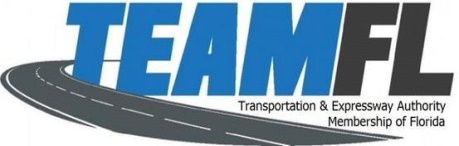 TEAMFL
Transportation & Expressway Authority
Membership of Florida